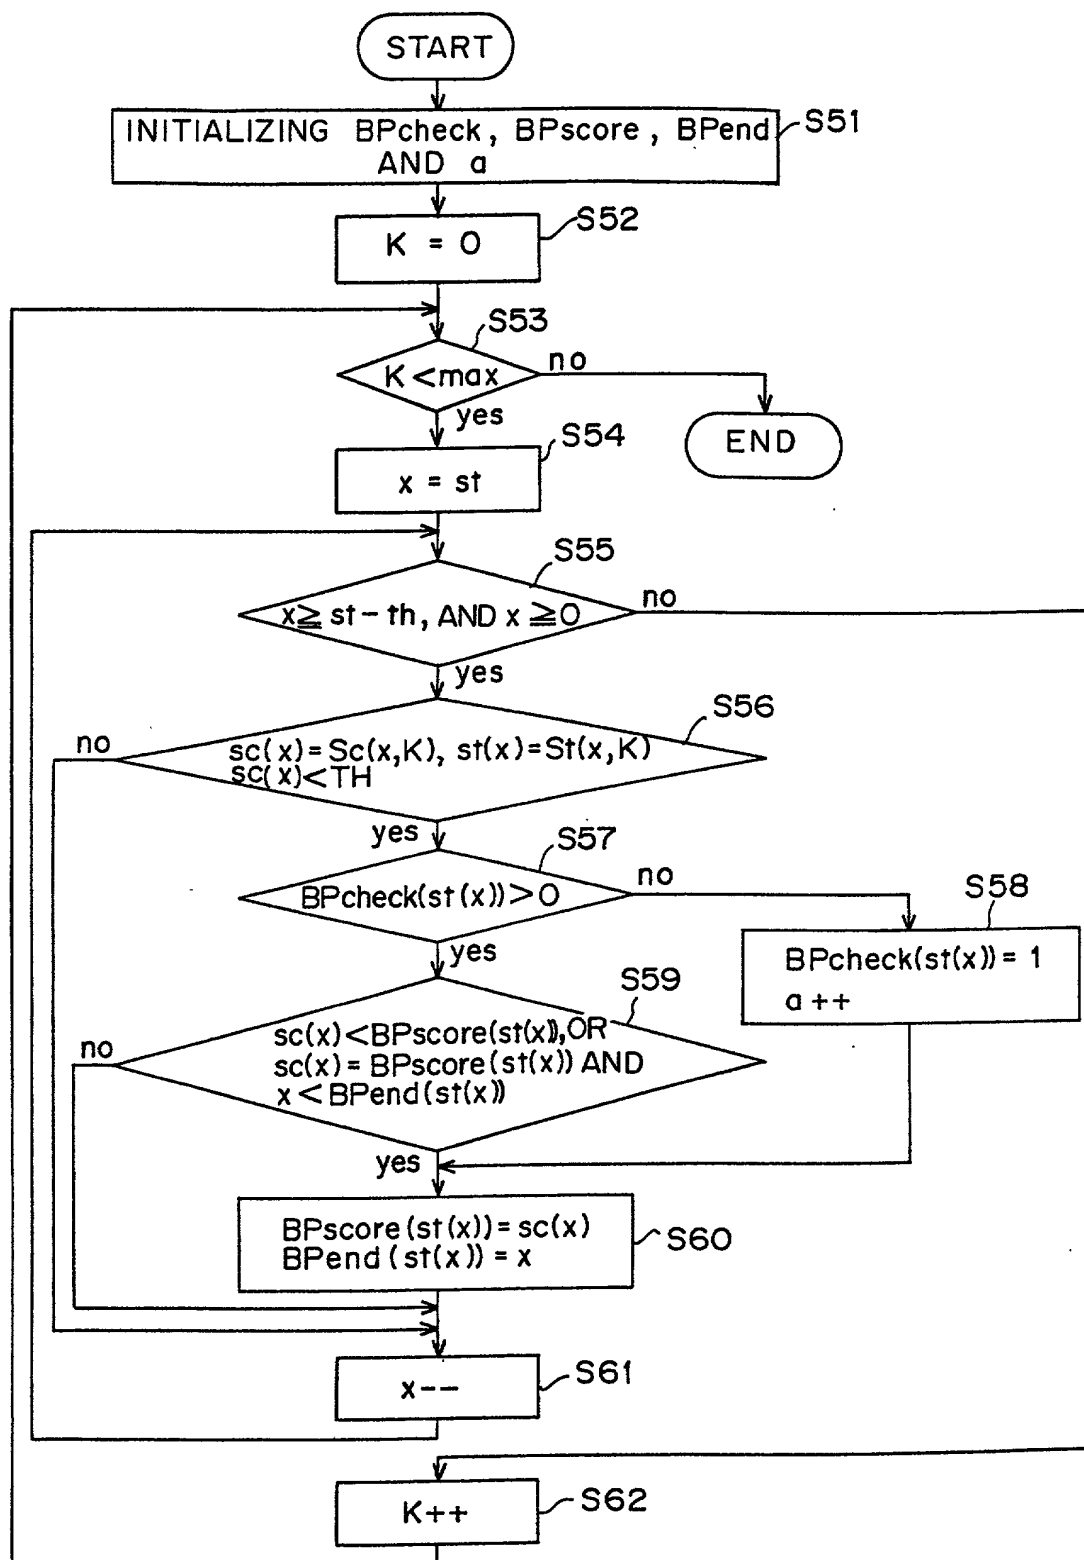 START
INITIALIZING BPcheck, BPscore, BPend
AND a
S51
K = 0
S52
S53
K<max
no
yes
END
S54
x = st
S55
x≧st-th, AND x≧0
no
yes
S56
no
sc(x)=Sc(x,K), st(x)=St(x,K)
sc(x)<TH
yes
S57
BPcheck(st(x))>0
no
yes
S58
BPcheck(st(x))=1
a++
S59
no
sc(x)<BPscore(st(x)),OR
sc(x)=BPscore(st(x)) AND
x<BPend(st(x))
yes
BPscore(st(x))=sc(x)
BPend(st(x))=x
S60
x--
S61
K++
S62